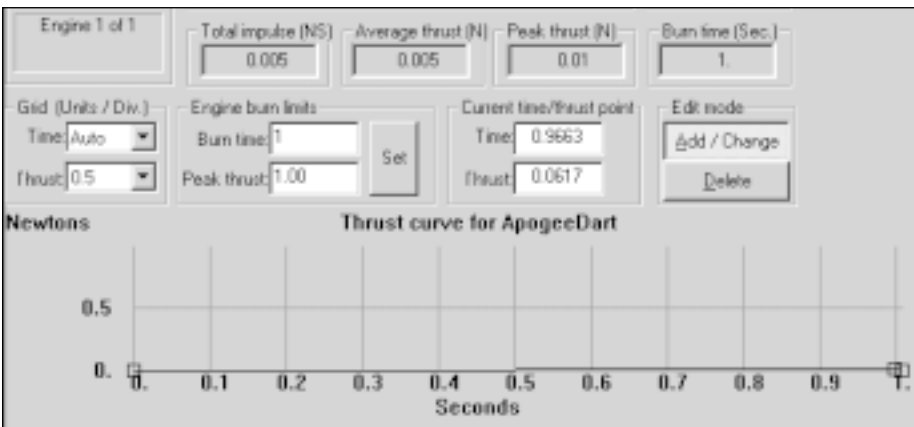 Engine 1 of 1
Total impulse (NS) Average thrust (N) Peak thrust (N) Burn time (Sec.)
0.005 0.005 0.01 1.
Grid (Units / Div.) Engine burn limits Current time/thrust point Edit mode
Time: Auto Burn time: 1 Time: 0.9663 Add / Change
Set
Thrust: 0.5 Peak thrust: 1.00 Thrust: 0.0617 Delete
Newtons Thrust curve for ApogeeDart
0.5
0.
0. 0.1 0.2 0.3 0.4 0.5 0.6 0.7 0.8 0.9 1.
Seconds